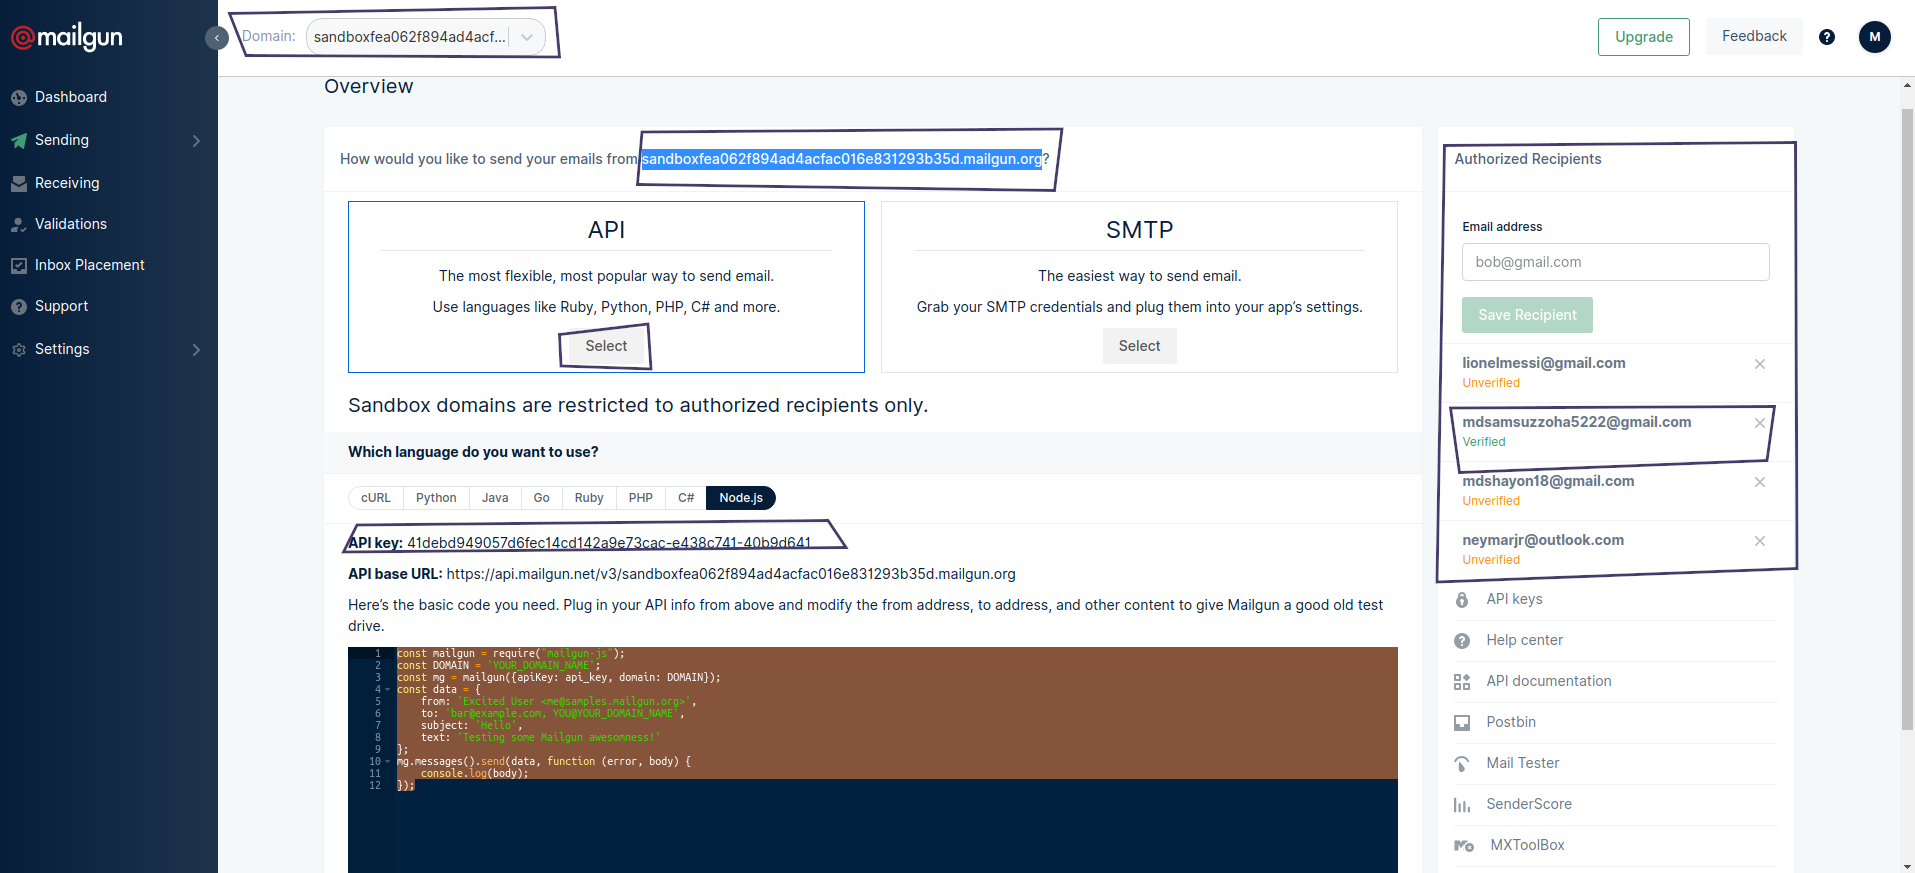 mailgun
Domain: sandboxfea062f894ad4acf...
Upgrade
Feedback
?
M
Dashboard
Sending
Receiving
Validations
Inbox Placement
Support
Settings
Overview
How would you like to send your emails from sandboxfea062f894ad4acfac016e831293b35d.mailgun.org?
API
The most flexible, most popular way to send email.
Use languages like Ruby, Python, PHP, C# and more.
Select
SMTP
The easiest way to send email.
Grab your SMTP credentials and plug them into your app's settings.
Select
Sandbox domains are restricted to authorized recipients only.
Which language do you want to use?
cURL Python Java Go Ruby PHP C# Node.js
API key: 41debd949057d6fec14cd142a9e73cac-e438c741-40b9d641
API base URL: https://api.mailgun.net/v3/sandboxfea062f894ad4acfac016e831293b35d.mailgun.org
Here's the basic code you need. Plug in your API info from above and modify the from address, to address, and other content to give Mailgun a good old test
drive.
1 const mailgun = require("mailgun-js");
2 const DOMAIN = 'YOUR_DOMAIN_NAME';
3 const mg = mailgun({apiKey: api_key, domain: DOMAIN});
4 const data = {
5 from: 'Excited User <me@samples.mailgun.org>',
6 to: 'bar@example.com, YOU@YOUR_DOMAIN_NAME',
7 subject: 'Hello',
8 text: 'Testing some Mailgun awesomness!'
9 };
10 mg.messages().send(data, function (error, body) {
11 console.log(body);
12 });
Authorized Recipients
Email address
bob@gmail.com
Save Recipient
lionelmessi@gmail.com
Unverified
mdsamsuzzoha5222@gmail.com
Verified
mdshayon18@gmail.com
Unverified
neymarjr@outlook.com
Unverified
API keys
Help center
API documentation
Postbin
Mail Tester
SenderScore
MXToolBox